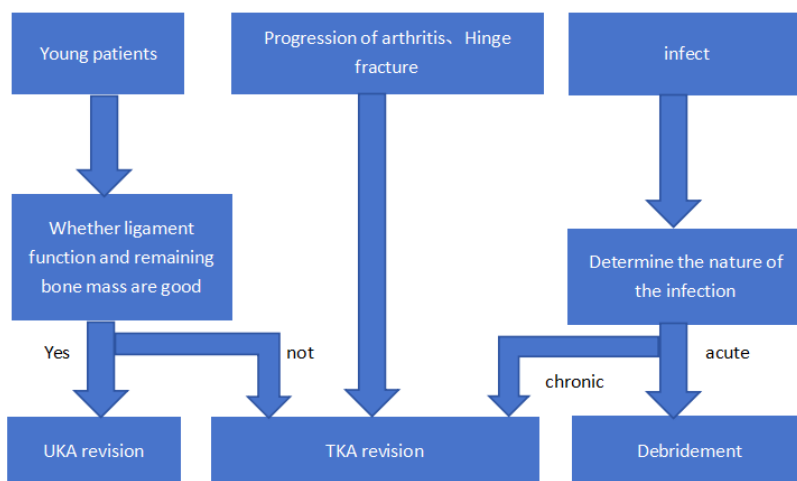 Young patients
Progression of arthritis、Hinge
fracture
infect
Whether ligament
function and remaining
bone mass are good
Determine the nature of
the infection
Yes
not
chronic
acute
UKA revision
TKA revision
Debridement